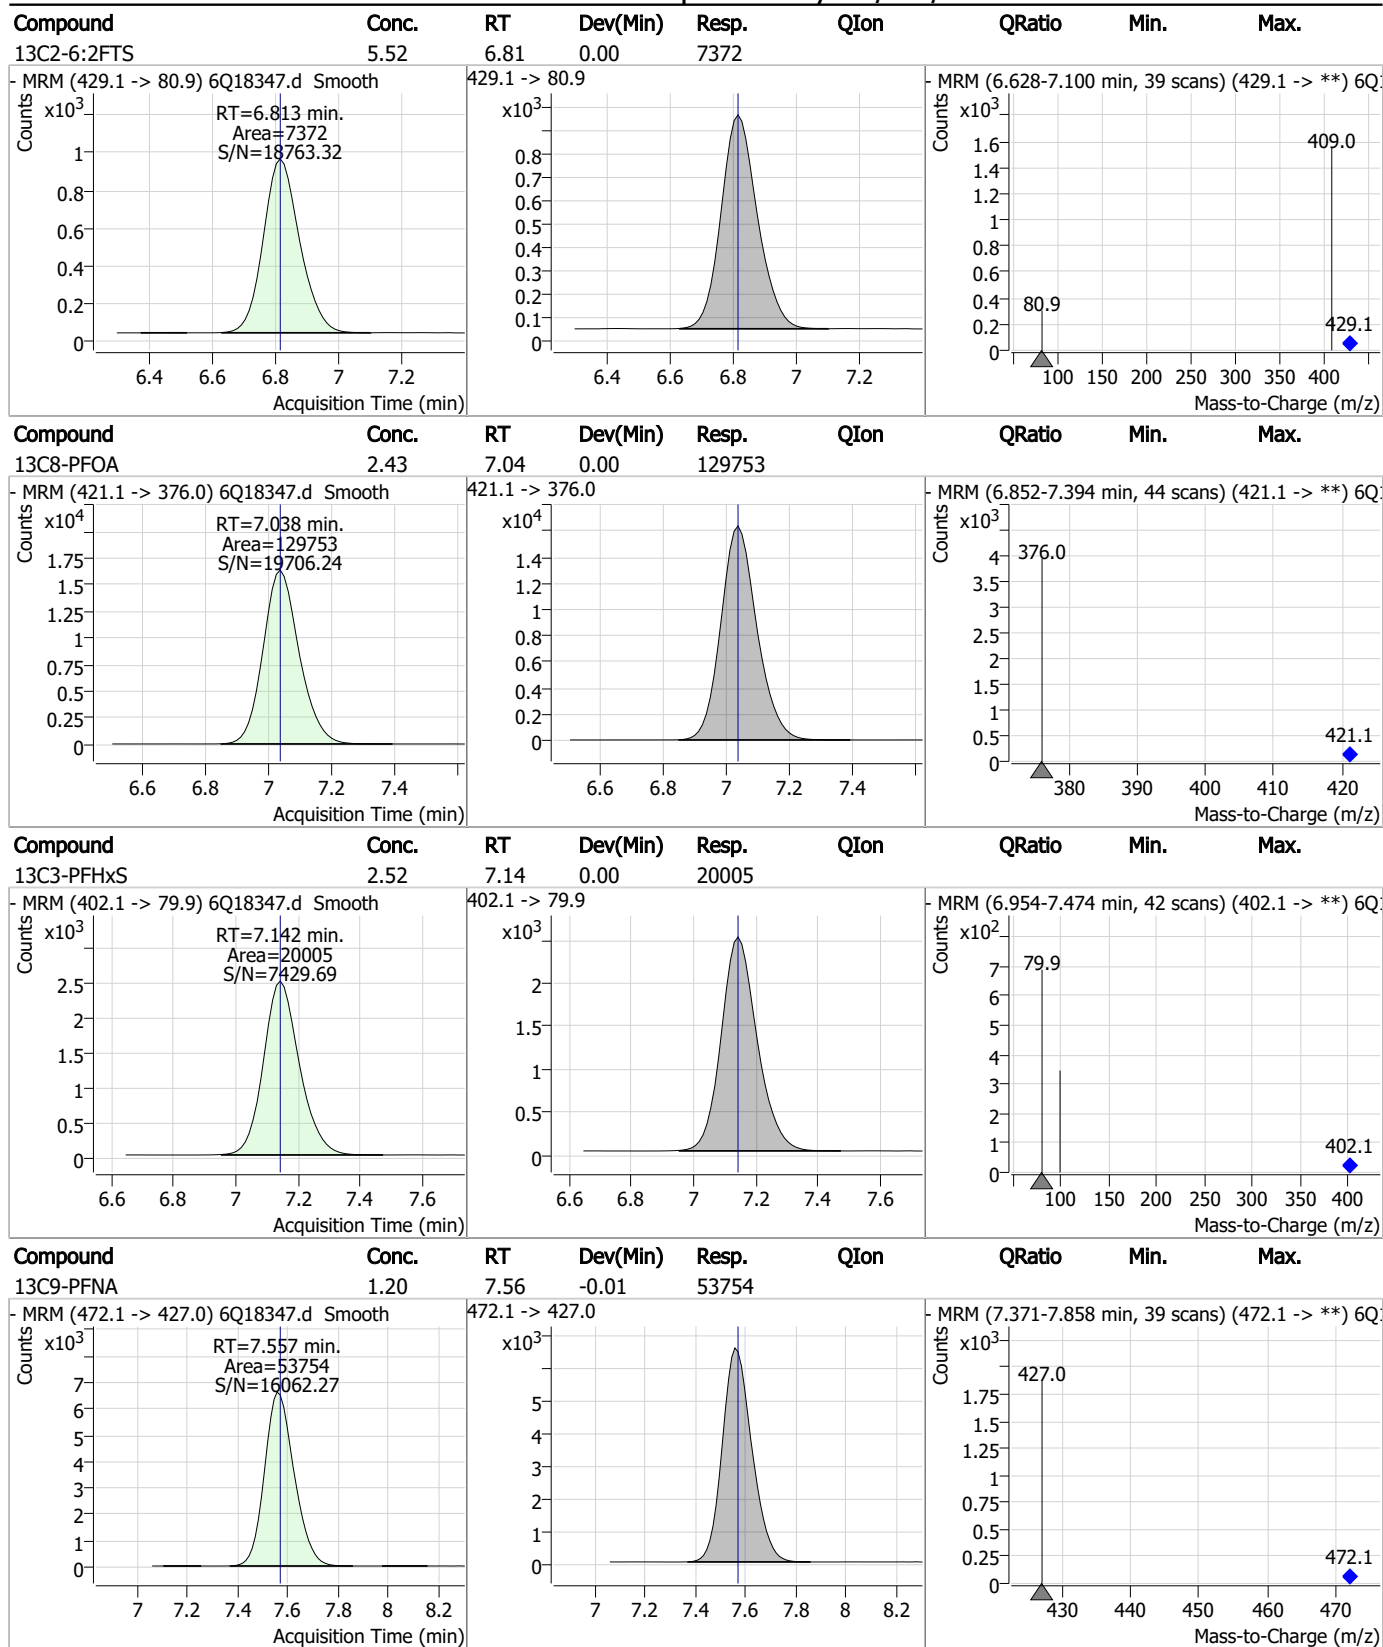 Compound Conc. RT Dev(Min) Resp. QIon QRatio Min. Max.
13C2-6:2FTS 5.52 6.81 0.00 7372
- MRM (429.1 -> 80.9) 6Q18347.d Smooth
Counts
x10³
RT=6.813 min.
Area=7372
S/N=18763.32
1
0.8
0.6
0.4
0.2
0
6.4 6.6 6.8 7 7.2
Acquisition Time (min)
429.1 -> 80.9
x10³
0.8
0.7
0.6
0.5
0.4
0.3
0.2
0.1
0
6.4 6.6 6.8 7 7.2
- MRM (6.628-7.100 min, 39 scans) (429.1 -> **) 6Q
Counts
x10³
409.0
80.9
429.1
1.6
1.4
1.2
1
0.8
0.6
0.4
0.2
0
100 150 200 250 300 350 400
Mass-to-Charge (m/z)
Compound Conc. RT Dev(Min) Resp. QIon QRatio Min. Max.
13C8-PFOA 2.43 7.04 0.00 129753
- MRM (421.1 -> 376.0) 6Q18347.d Smooth
Counts
x10⁴
RT=7.038 min.
Area=129753
S/N=19706.24
1.75
1.5
1.25
1
0.75
0.5
0.25
0
6.6 6.8 7 7.2 7.4
Acquisition Time (min)
421.1 -> 376.0
x10⁴
1.4
1.2
1
0.8
0.6
0.4
0.2
0
6.6 6.8 7 7.2 7.4
- MRM (6.852-7.394 min, 44 scans) (421.1 -> **) 6Q
Counts
x10³
376.0
421.1
4
3.5
3
2.5
2
1.5
1
0.5
0
380 390 400 410 420
Mass-to-Charge (m/z)
Compound Conc. RT Dev(Min) Resp. QIon QRatio Min. Max.
13C3-PFHxS 2.52 7.14 0.00 20005
- MRM (402.1 -> 79.9) 6Q18347.d Smooth
Counts
x10³
RT=7.142 min.
Area=20005
S/N=7429.69
2.5
2
1.5
1
0.5
0
6.6 6.8 7 7.2 7.4 7.6
Acquisition Time (min)
402.1 -> 79.9
x10³
2
1.5
1
0.5
0
6.6 6.8 7 7.2 7.4 7.6
- MRM (6.954-7.474 min, 42 scans) (402.1 -> **) 6Q
Counts
x10²
79.9
402.1
7
6
5
4
3
2
1
0
100 150 200 250 300 350 400
Mass-to-Charge (m/z)
Compound Conc. RT Dev(Min) Resp. QIon QRatio Min. Max.
13C9-PFNA 1.20 7.56 -0.01 53754
- MRM (472.1 -> 427.0) 6Q18347.d Smooth
Counts
x10³
RT=7.557 min.
Area=53754
S/N=16062.27
7
6
5
4
3
2
1
0
7 7.2 7.4 7.6 7.8 8 8.2
Acquisition Time (min)
472.1 -> 427.0
x10³
5
4
3
2
1
0
7 7.2 7.4 7.6 7.8 8 8.2
- MRM (7.371-7.858 min, 39 scans) (472.1 -> **) 6Q
Counts
x10³
427.0
472.1
1.75
1.5
1.25
1
0.75
0.5
0.25
0
430 440 450 460 470
Mass-to-Charge (m/z)